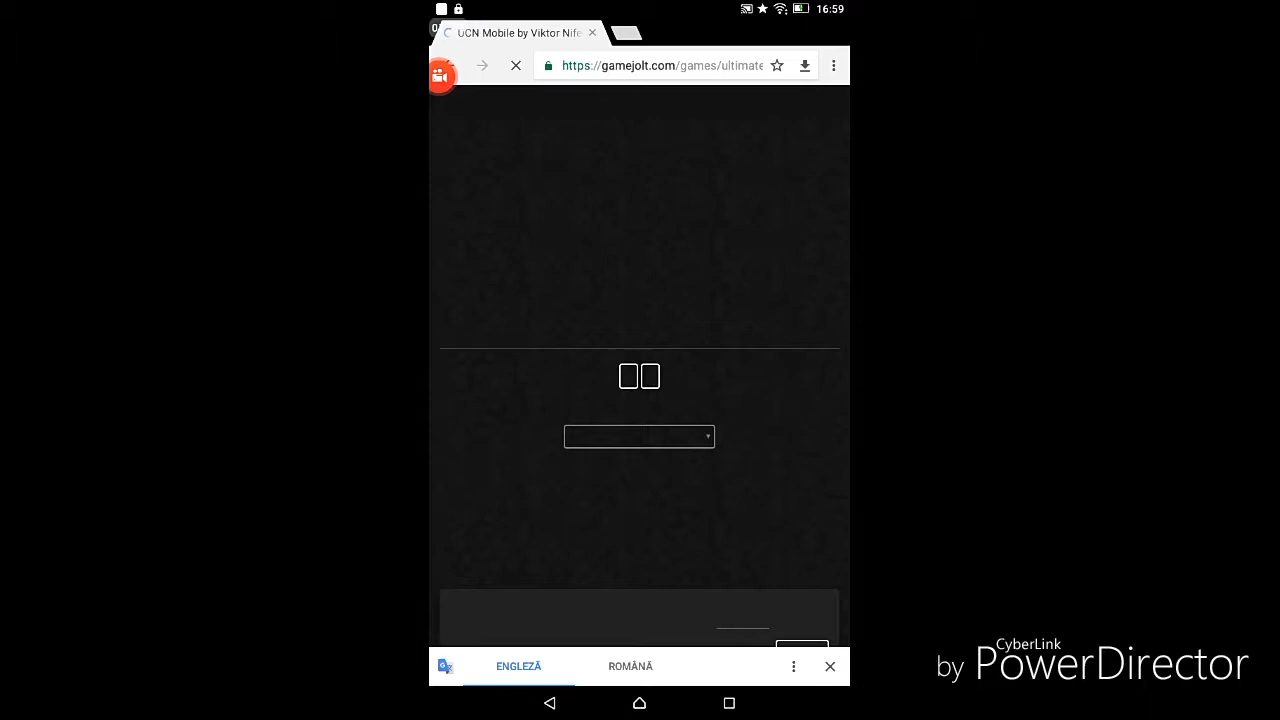 16:59
UCN Mobile by Viktor Nife
https://gamejolt.com/games/ultimate
ENGLEZĂ
ROMÂNĂ
CyberLink
by PowerDirector